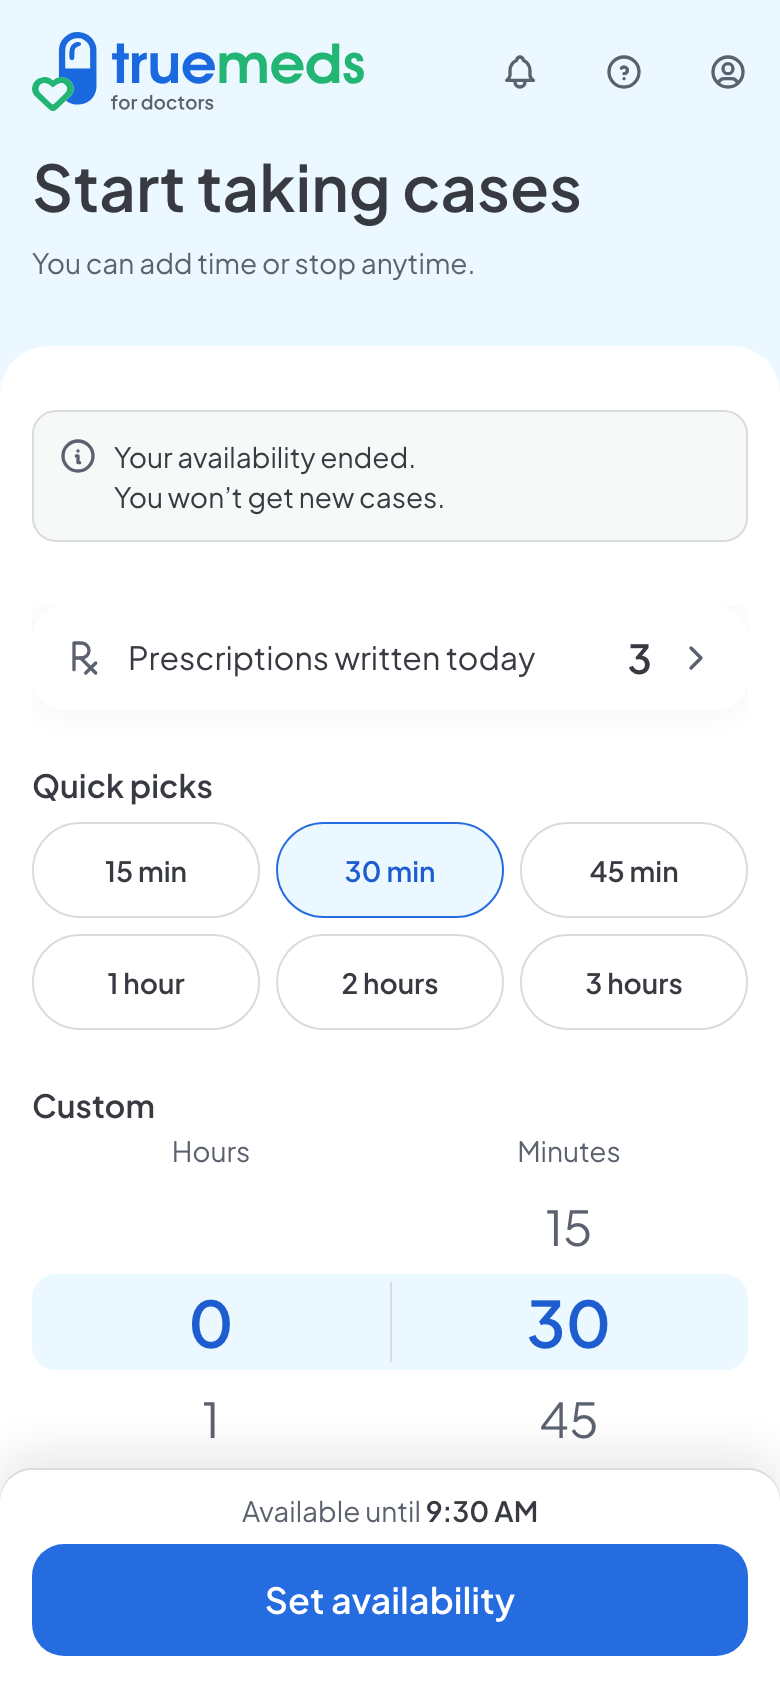 truemeds
for doctors
Start taking cases
You can add time or stop anytime.
Your availability ended.
You won’t get new cases.
Prescriptions written today 3
Quick picks
15 min 30 min 45 min
1 hour 2 hours 3 hours
Custom
Hours Minutes
15
0 30
1 45
Available until 9:30 AM
Set availability